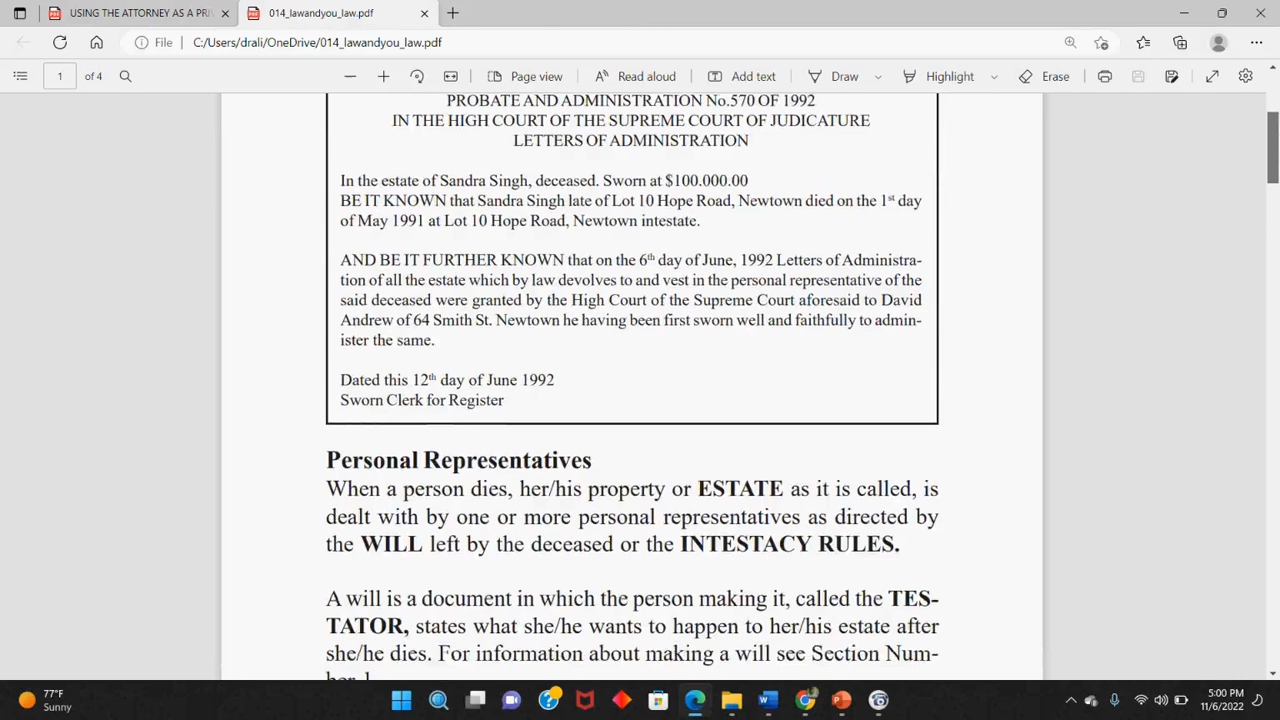 USING THE ATTORNEY AS A PRI
014_lawandyou_law.pdf
File C:/Users/drali/OneDrive/014_lawandyou_law.pdf
1 of 4 Page view Read aloud Add text Draw Highlight Erase
PROBATE AND ADMINISTRATION No.570 OF 1992
IN THE HIGH COURT OF THE SUPREME COURT OF JUDICATURE
LETTERS OF ADMINISTRATION
In the estate of Sandra Singh, deceased. Sworn at $100.000.00
BE IT KNOWN that Sandra Singh late of Lot 10 Hope Road, Newtown died on the 1st day
of May 1991 at Lot 10 Hope Road, Newtown intestate.
AND BE IT FURTHER KNOWN that on the 6th day of June, 1992 Letters of Administra-
tion of all the estate which by law devolves to and vest in the personal representative of the
said deceased were granted by the High Court of the Supreme Court aforesaid to David
Andrew of 64 Smith St. Newtown he having been first sworn well and faithfully to admin-
ister the same.
Dated this 12th day of June 1992
Sworn Clerk for Register
Personal Representatives
When a person dies, her/his property or ESTATE as it is called, is
dealt with by one or more personal representatives as directed by
the WILL left by the deceased or the INTESTACY RULES.
A will is a document in which the person making it, called the TES-
TATOR, states what she/he wants to happen to her/his estate after
she/he dies. For information about making a will see Section Num-
ber 1
77°F
Sunny
5:00 PM
11/6/2022